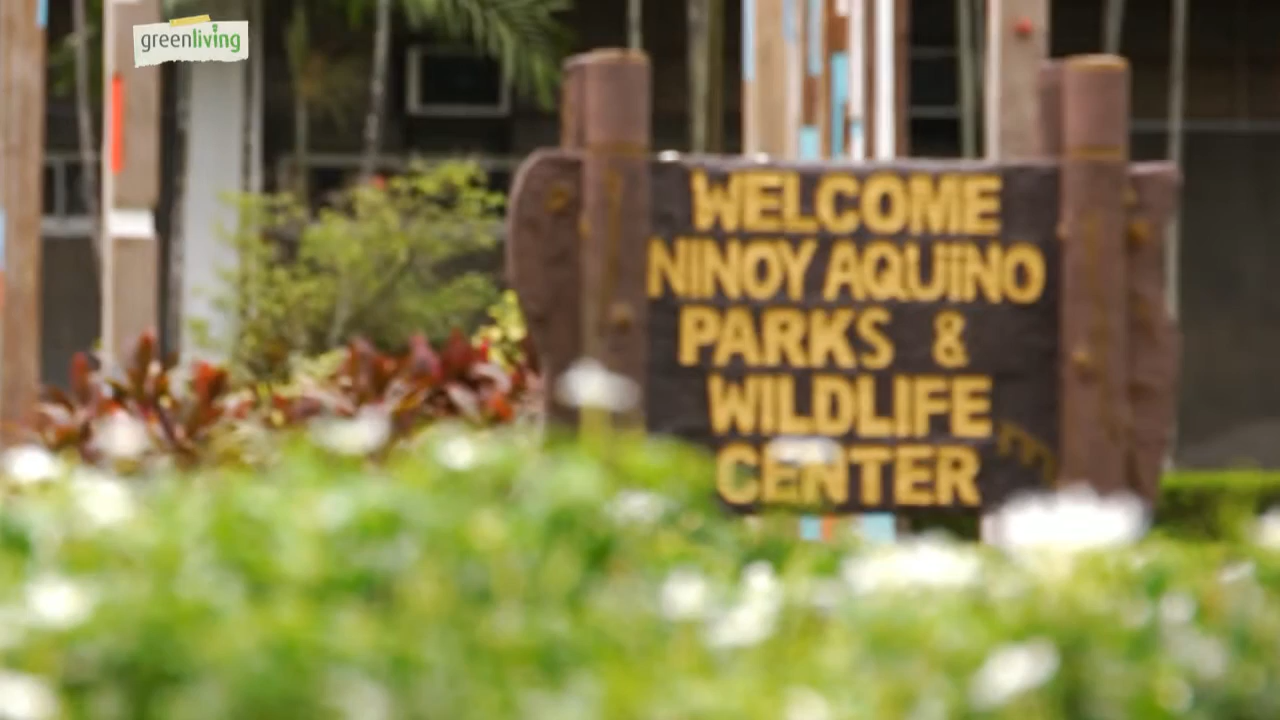 greenliving
WELCOME
NINOY AQUiNO
PARKS &
WILDLIFE
CENTER